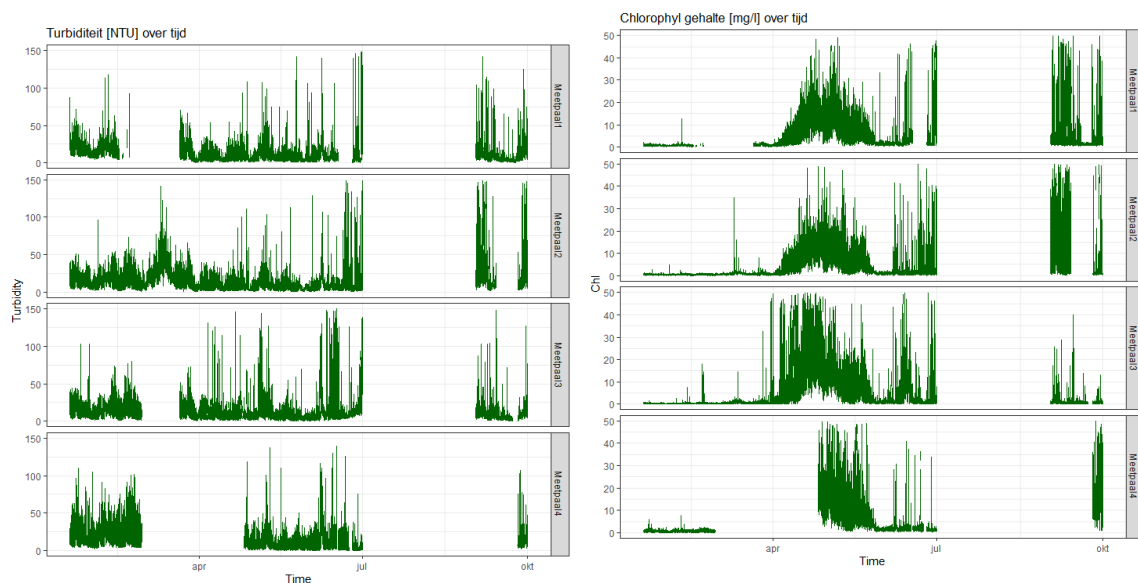 Turbiditeit [NTU] over tijd
150
100
50
0
Meetpaal1
150
100
50
0
Meetpaal2
150
100
50
0
Meetpaal3
150
100
50
0
Meetpaal4
Turbidity
apr
jul
okt
Time
Chlorophyl gehalte [mg/l] over tijd
50
40
30
20
10
0
Meetpaal1
50
40
30
20
10
0
Meetpaal2
50
40
30
20
10
0
Meetpaal3
50
40
30
20
10
0
Meetpaal4
Chl
apr
jul
okt
Time